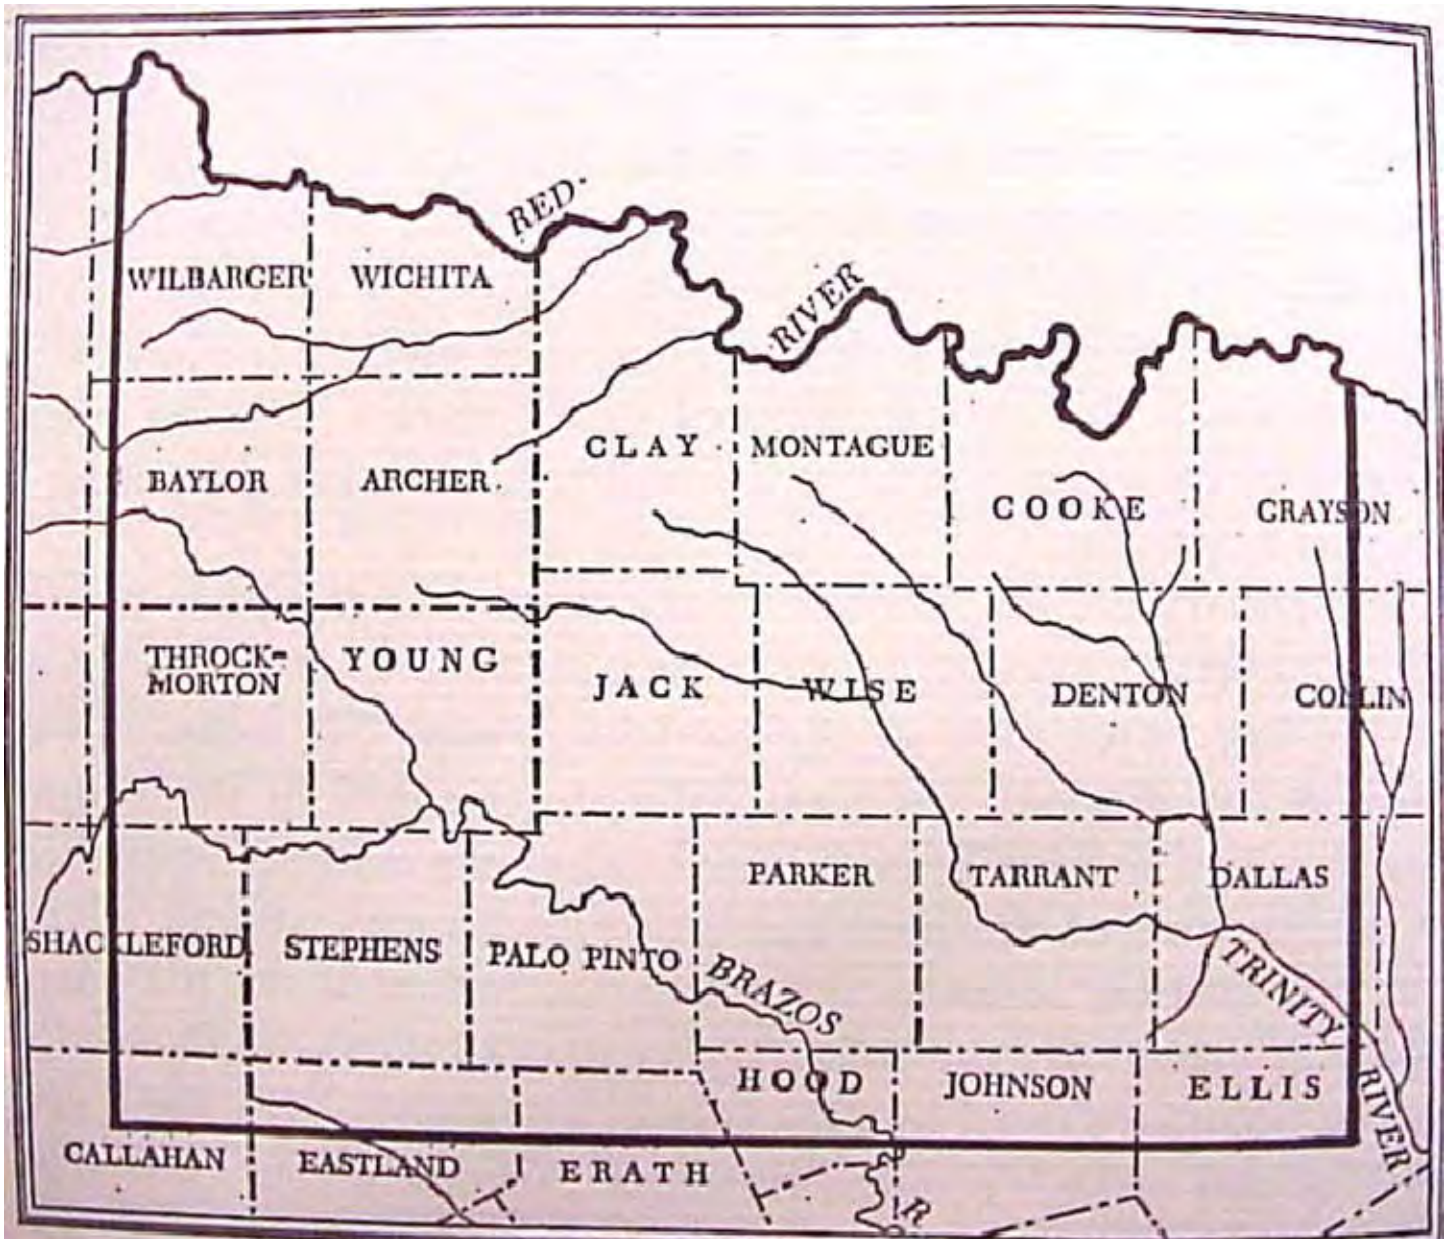 RED
RIVER
WILBARGER
WICHITA
CLAY
MONTAGUE
BAYLOR
ARCHER
COOKE
GRAYSON
THROCK=
MORTON
YOUNG
JACK
WISE
DENTON
COLLIN
PARKER
TARRANT
DALLAS
SHACKLEFORD
STEPHENS
PALO PINTO
BRAZOS
TRINITY
RIVER
HOOD
JOHNSON
ELLIS
CALLAHAN
EASTLAND
ERATH
R